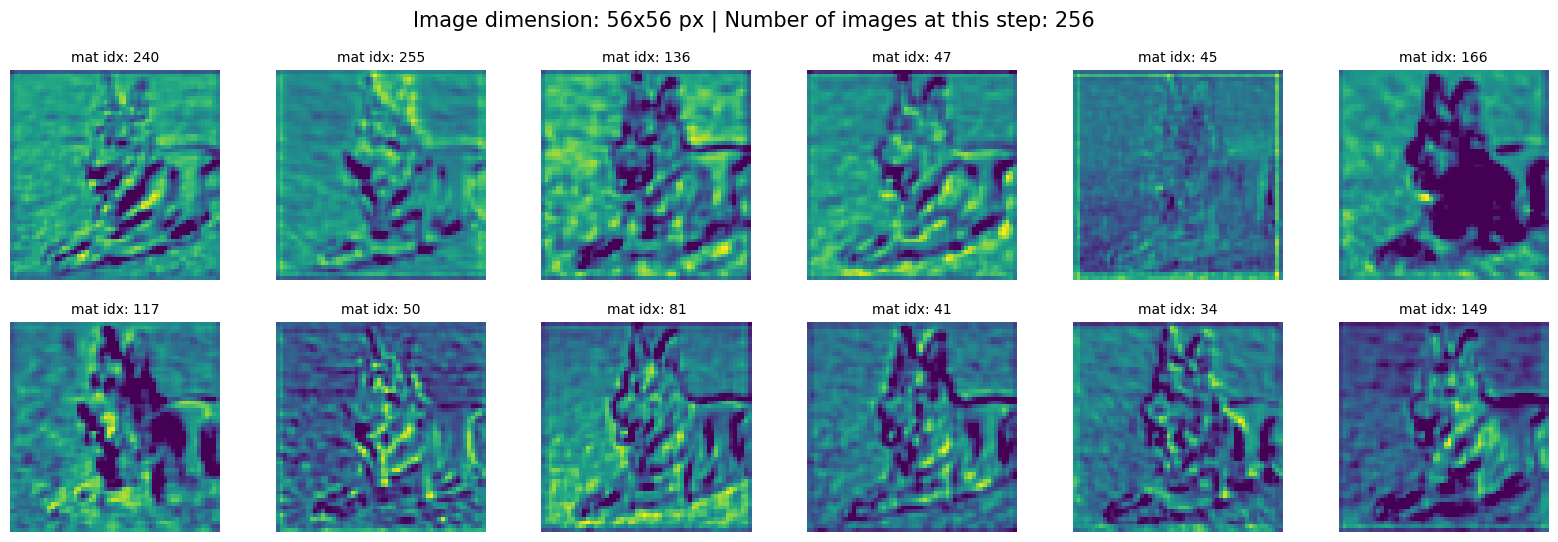 Image dimension: 56x56 px | Number of images at this step: 256
mat idx: 240
mat idx: 255
mat idx: 136
mat idx: 47
mat idx: 45
mat idx: 166
mat idx: 117
mat idx: 50
mat idx: 81
mat idx: 41
mat idx: 34
mat idx: 149